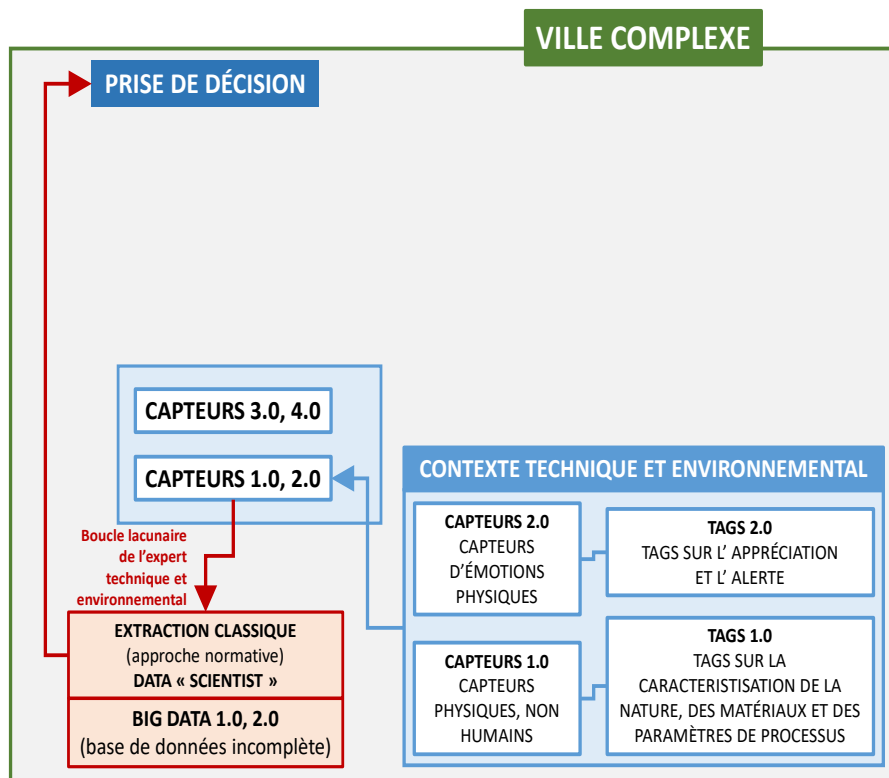 VILLE COMPLEXE
PRISE DE DÉCISION
CAPTEURS 3.0, 4.0
CAPTEURS 1.0, 2.0
Boucle lacunaire
de l'expert
technique et
environnemental
EXTRACTION CLASSIQUE
(approche normative)
DATA « SCIENTIST »
BIG DATA 1.0, 2.0
(base de données incomplète)
CONTEXTE TECHNIQUE ET ENVIRONNEMENTAL
CAPTEURS 2.0
CAPTEURS
D'ÉMOTIONS
PHYSIQUES
TAGS 2.0
TAGS SUR L' APPRÉCIATION
ET L' ALERTE
CAPTEURS 1.0
CAPTEURS
PHYSIQUES, NON
HUMAINS
TAGS 1.0
TAGS SUR LA
CARACTERISTISATION DE LA
NATURE, DES MATÉRIAUX ET DES
PARAMÈTRES DE PROCESSUS